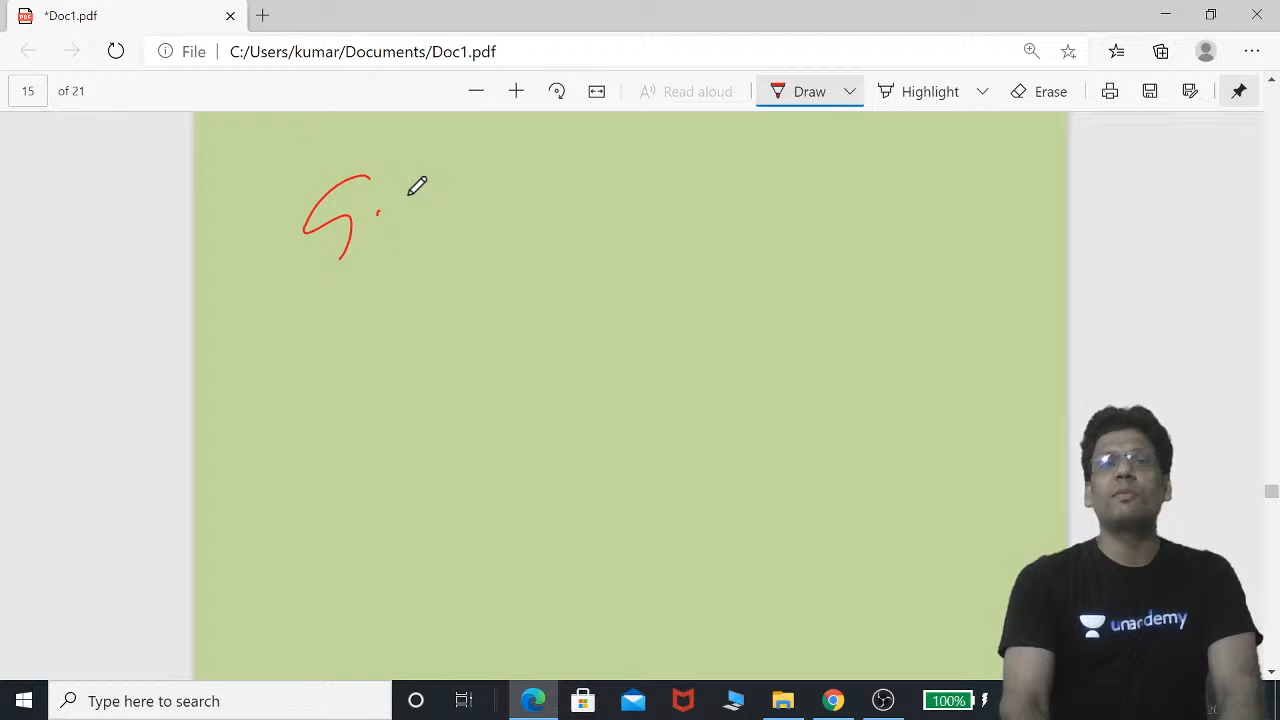 *Doc1.pdf
File C:/Users/kumar/Documents/Doc1.pdf
15 of 21 Read aloud Draw Highlight Erase
S.
unacademy
Type here to search 100%